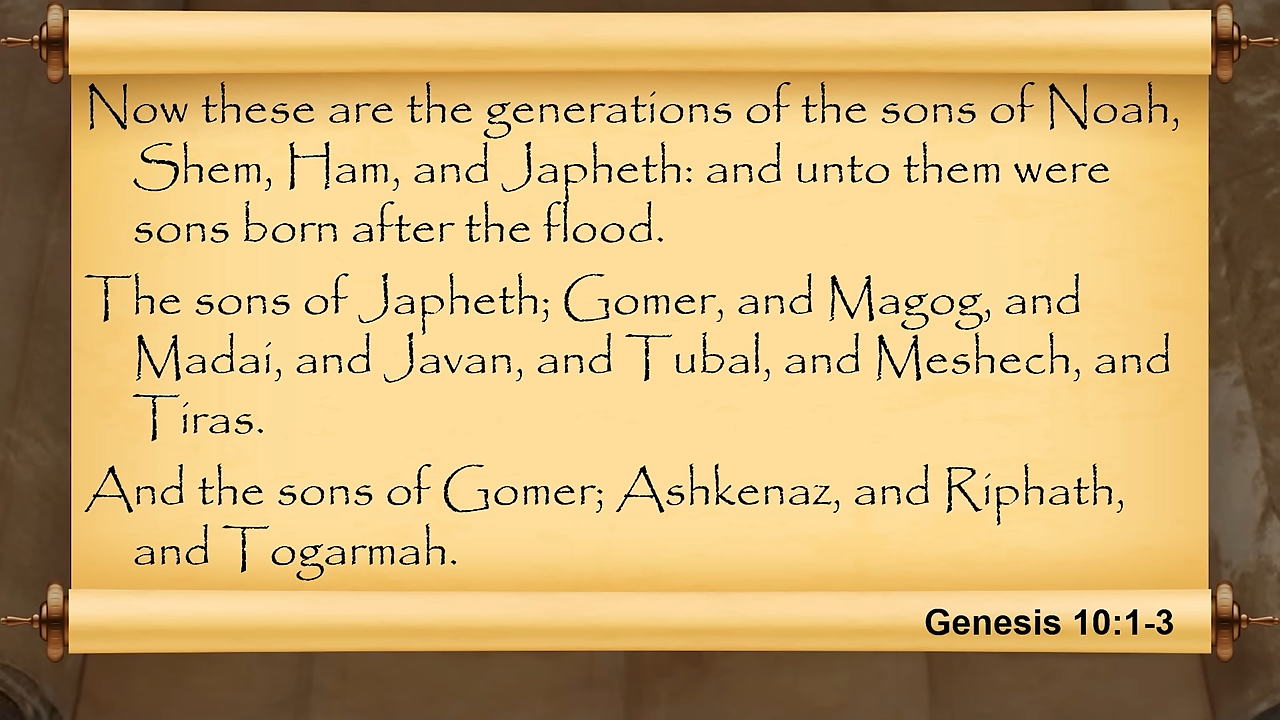 Now these are the generations of the sons of Noah,
Shem, Ham, and Japheth: and unto them were
sons born after the flood.
The sons of Japheth; Gomer, and Magog, and
Madai, and Javan, and Tubal, and Meshech, and
Tiras.
And the sons of Gomer; Ashkenaz, and Riphath,
and Togarmah.
Genesis 10:1-3